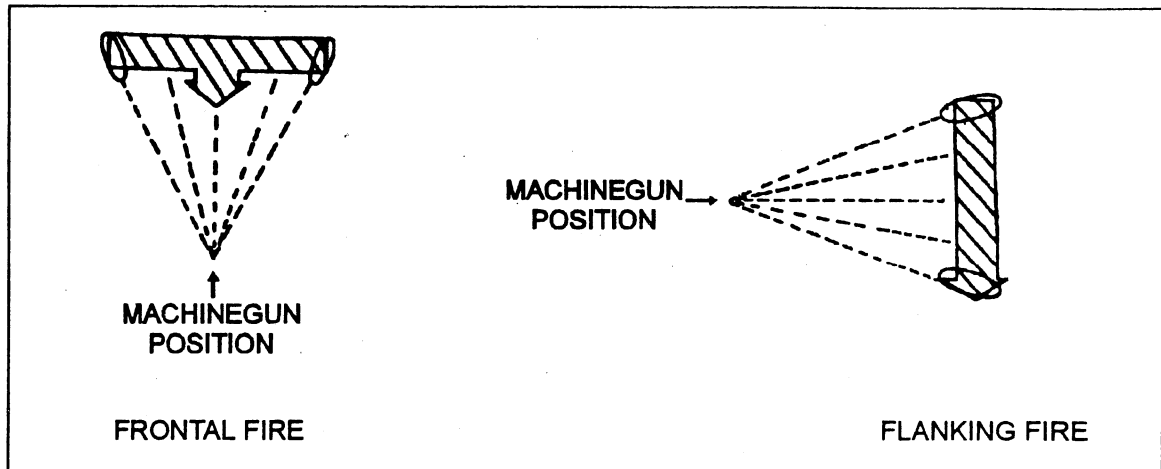 MACHINEGUN
POSITION
FRONTAL FIRE
MACHINEGUN
POSITION
FLANKING FIRE